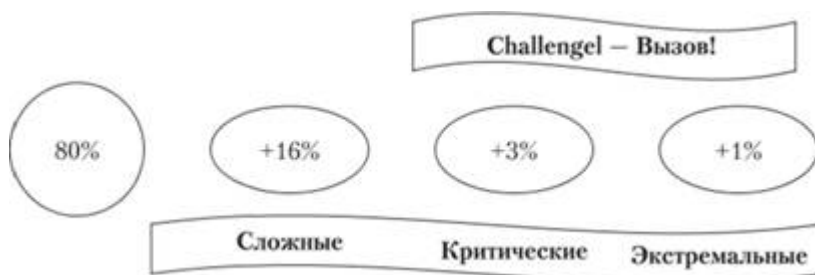 Challengel – Вызов!
80% +16% +3% +1%
Сложные Критические Экстремальные